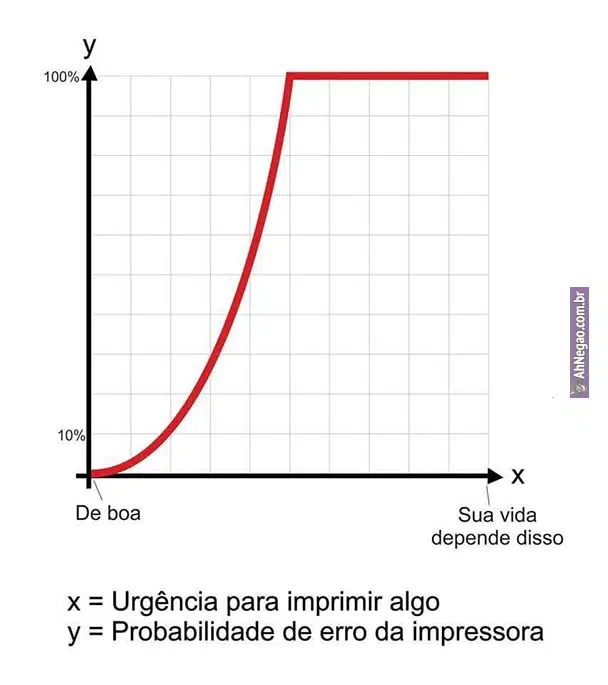 y
100%
10%
x
De boa
Sua vida
depende disso
x = Urgência para imprimir algo
y = Probabilidade de erro da impressora
AhNegao.com.br